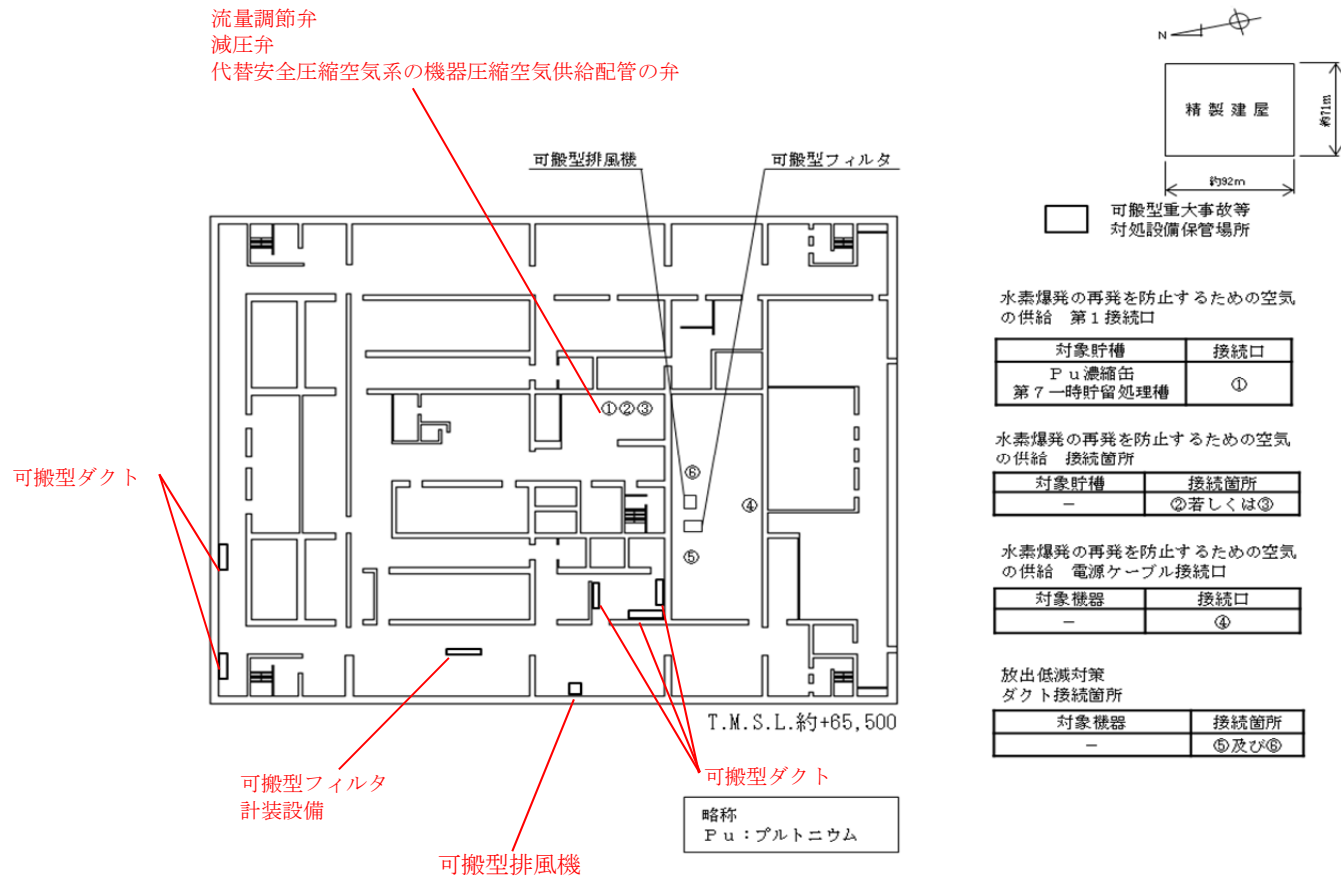 流量調節弁
減圧弁
代替安全圧縮空気系の機器圧縮空気供給配管の弁
可搬型排風機
可搬型フィルタ
①②③
⑥
④
⑤
可搬型ダクト
T.M.S.L.約+65,500
可搬型ダクト
可搬型フィルタ
計装設備
可搬型排風機
略称
Pu:プルトニウム
N
精製建屋
約71m
約92m
可搬型重大事故等
対処設備保管場所
水素爆発の再発を防止するための空気
の供給 第1接続口
対象貯槽 接続口
Pu濃縮缶
第7一時貯留処理槽 ①
水素爆発の再発を防止するための空気
の供給 接続箇所
対象貯槽 接続箇所
- ②若しくは③
水素爆発の再発を防止するための空気
の供給 電源ケーブル接続口
対象機器 接続口
- ④
放出低減対策
ダクト接続箇所
対象機器 接続箇所
- ⑤及び⑥